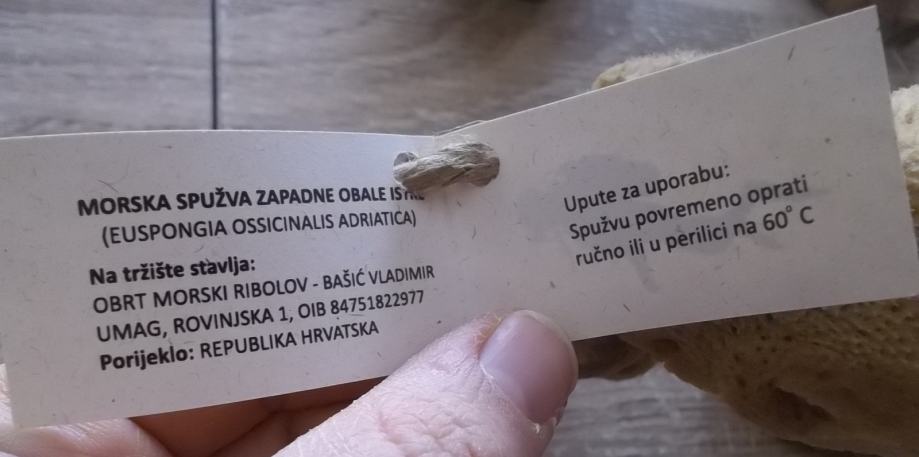 MORSKA SPUŽVA ZAPADNE OBALE
(EUSPONGIA OSSICINALIS ADRIATICA)
Na tržište stavlja:
OBRT MORSKI RIBOLOV - BAŠIĆ VLADIMIR
UMAG, ROVINJSKA 1, OIB 84751822977
Porijeklo: REPUBLIKA HRVATSKA
Upute za uporabu:
Spužvu povremeno oprati
ručno ili u perilici na 60° C